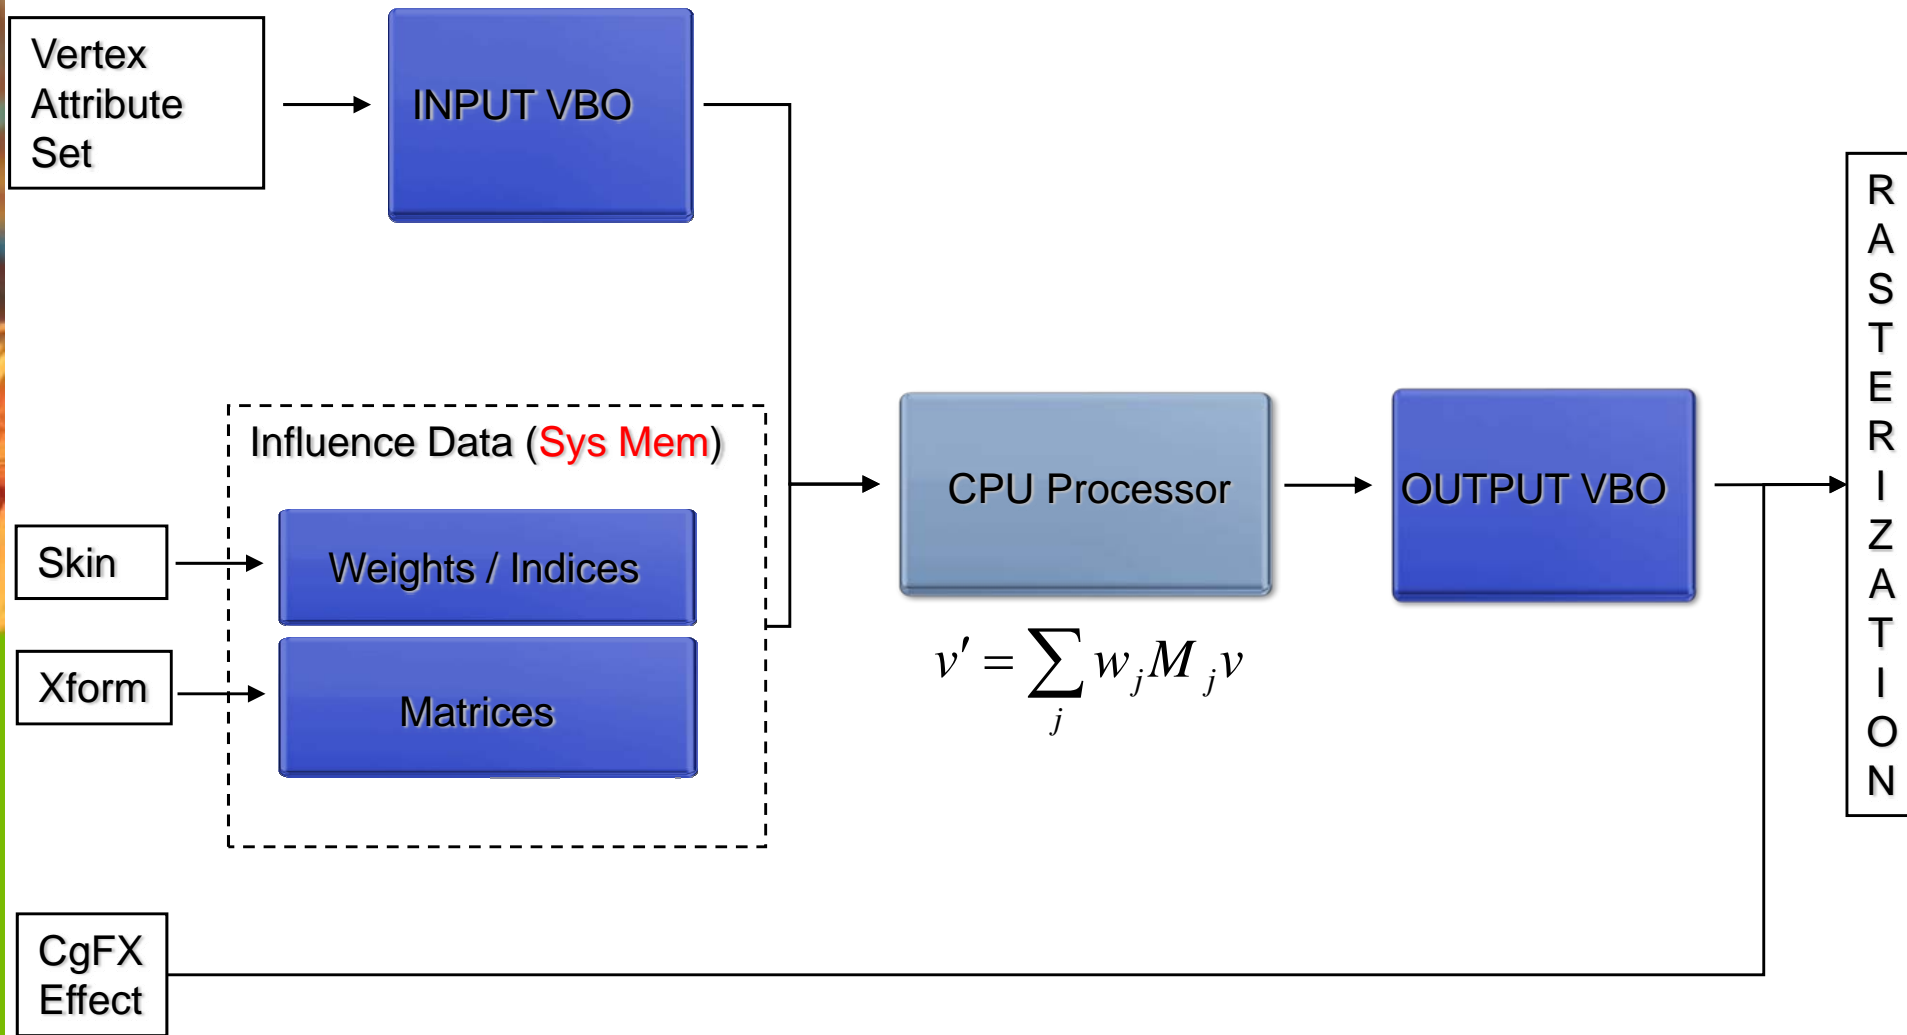 Vertex
Attribute
Set
INPUT VBO
Influence Data (Sys Mem)
Skin
Weights / Indices
Xform
Matrices
CPU Processor
v′ = ∑_j w_j M_j v
OUTPUT VBO
R
A
S
T
E
R
I
Z
A
T
I
O
N
CgFX
Effect